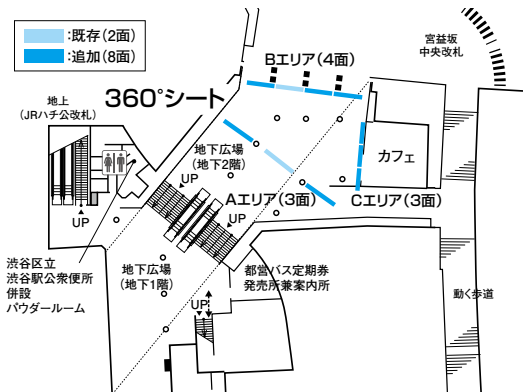 :既存(2面)
:追加(8面)
宮益坂
中央改札
Bエリア(4面)
360°シート
地上
(JRハチ公改札)
地下広場
(地下2階)
カフェ
UP
UP
Aエリア(3面)
Cエリア(3面)
UP
UP
渋谷区立
渋谷駅公衆便所
併設
パウダールーム
地下広場
(地下1階)
都営バス定期券
発売所兼案内所
動く歩道